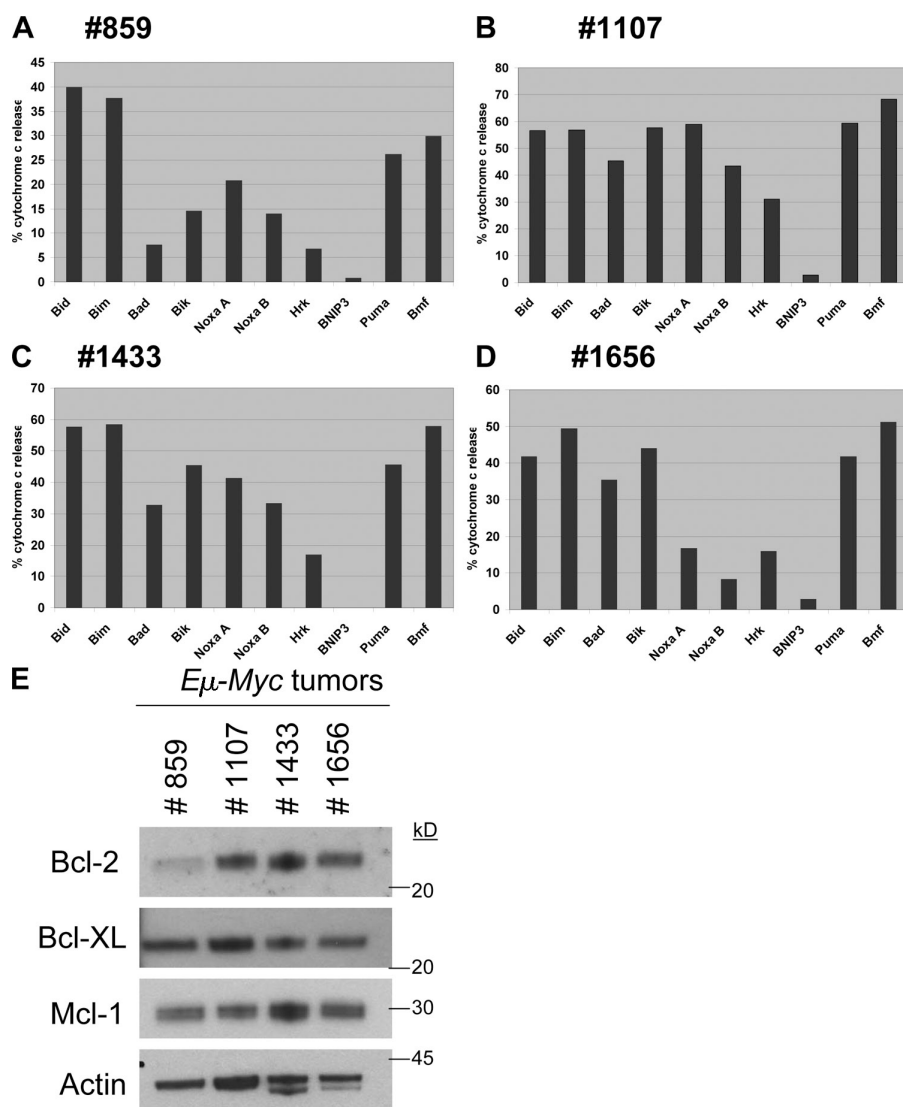 A #859
% cytochrome c release
45
40
35
30
25
20
15
10
5
0
Bid Bim Bad Bik Noxa A Noxa B Hrk BNIP3 Puma Bmf
B #1107
% cytochrome c release
80
70
60
50
40
30
20
10
0
Bid Bim Bad Bik Noxa A Noxa B Hrk BNIP3 Puma Bmf
C #1433
% cytochrome c release
70
60
50
40
30
20
10
0
Bid Bim Bad Bik Noxa A Noxa B Hrk BNIP3 Puma Bmf
D #1656
% cytochrome c release
60
50
40
30
20
10
0
Bid Bim Bad Bik Noxa A Noxa B Hrk BNIP3 Puma Bmf
E
Eμ-Myc tumors
# 859
# 1107
# 1433
# 1656
kD
Bcl-2
20
Bcl-XL
20
Mcl-1
30
45
Actin